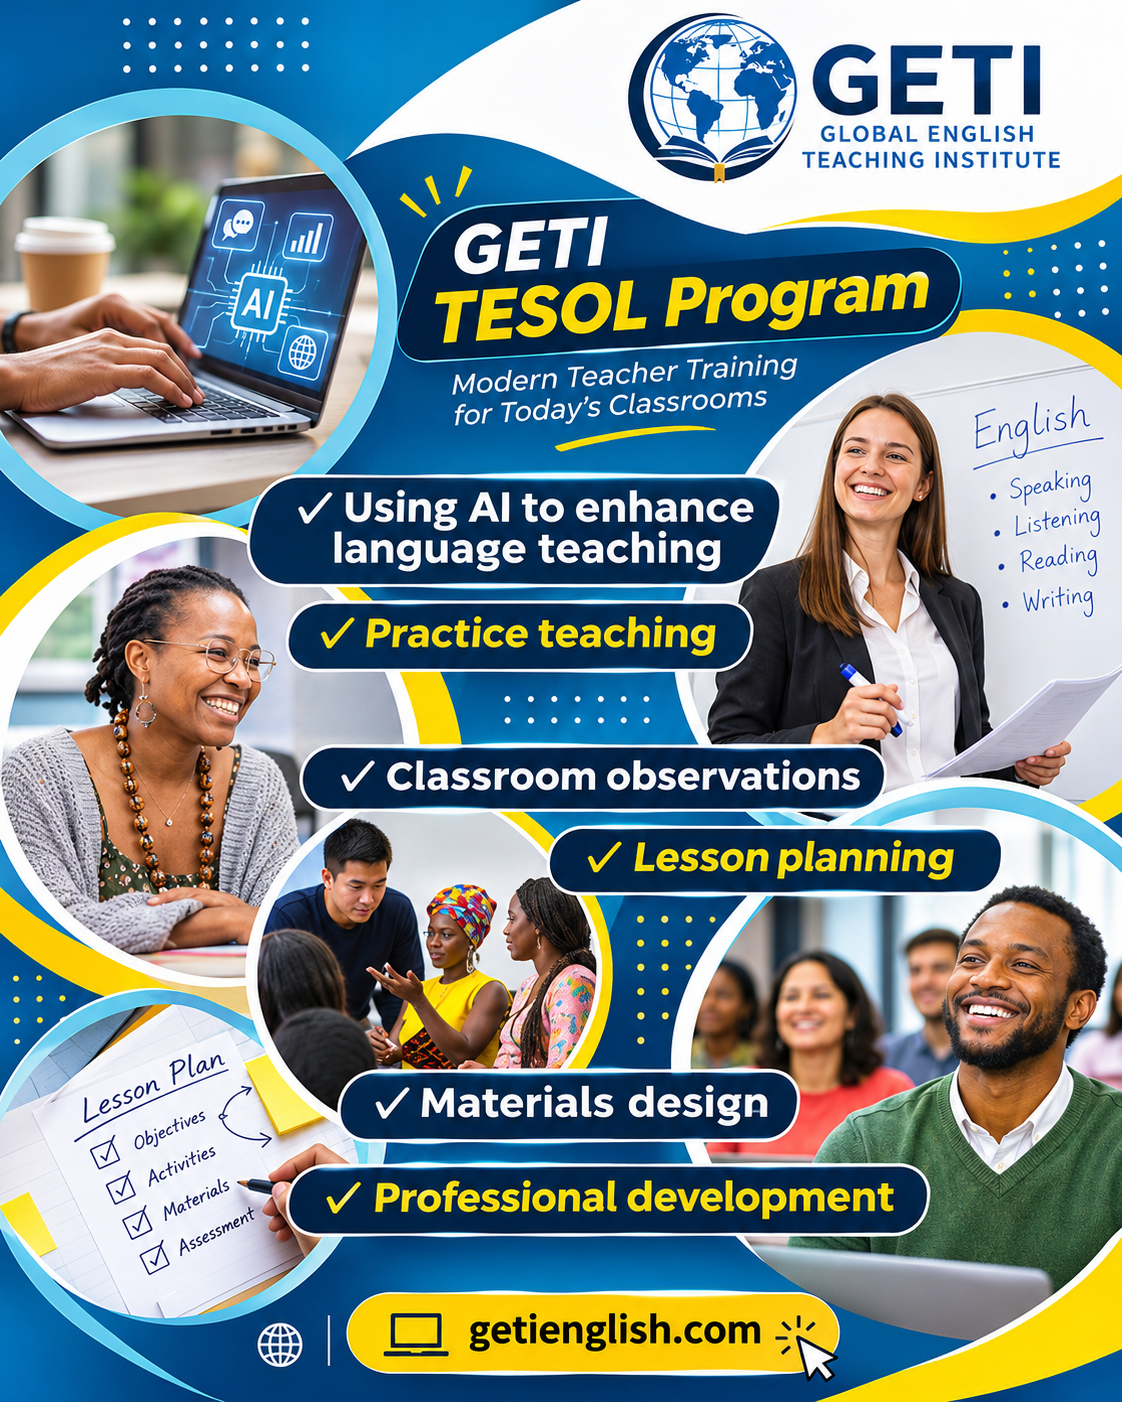 GETI
GLOBAL ENGLISH
TEACHING INSTITUTE
GETI
TESOL Program
Modern Teacher Training
for Today's Classrooms
AI
English
• Speaking
• Listening
• Reading
• Writing
✓ Using AI to enhance
language teaching
✓ Practice teaching
✓ Classroom observations
✓ Lesson planning
Lesson Plan
Objectives
Activities
Materials
Assessment
✓ Materials design
✓ Professional development
getienglish.com